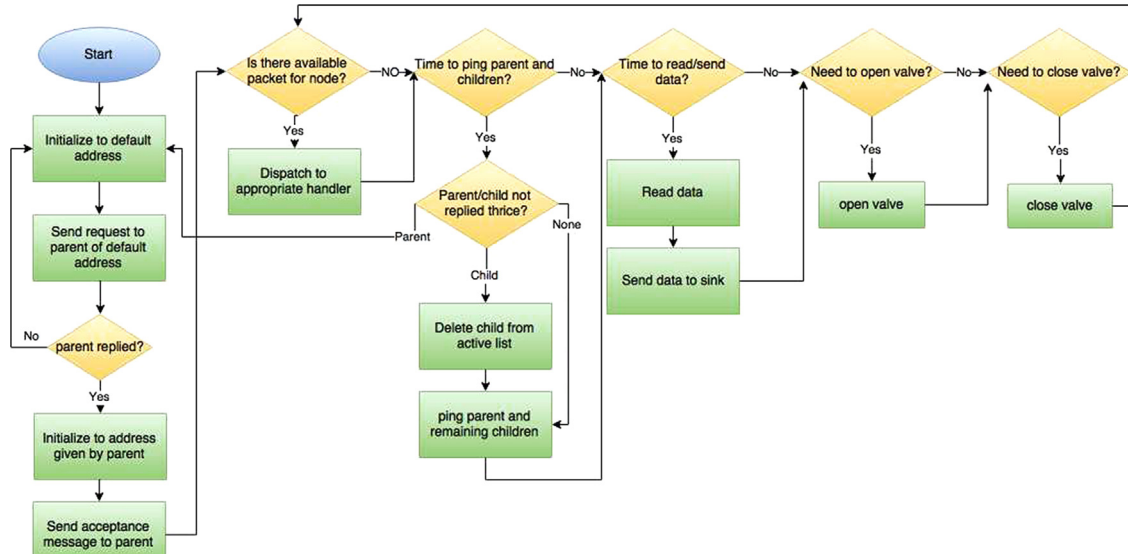 Start
Initialize to default
address
Send request to
parent of default
address
parent replied?
No
Yes
Initialize to address
given by parent
Send acceptance
message to parent
Is there available
packet for node?
NO
Yes
Dispatch to
appropriate handler
Time to ping parent and
children?
No
Yes
Parent/child not
replied thrice?
Parent
None
Child
Delete child from
active list
ping parent and
remaining children
Time to read/send
data?
No
Yes
Read data
Send data to sink
Need to open valve?
No
Yes
open valve
Need to close valve?
Yes
close valve